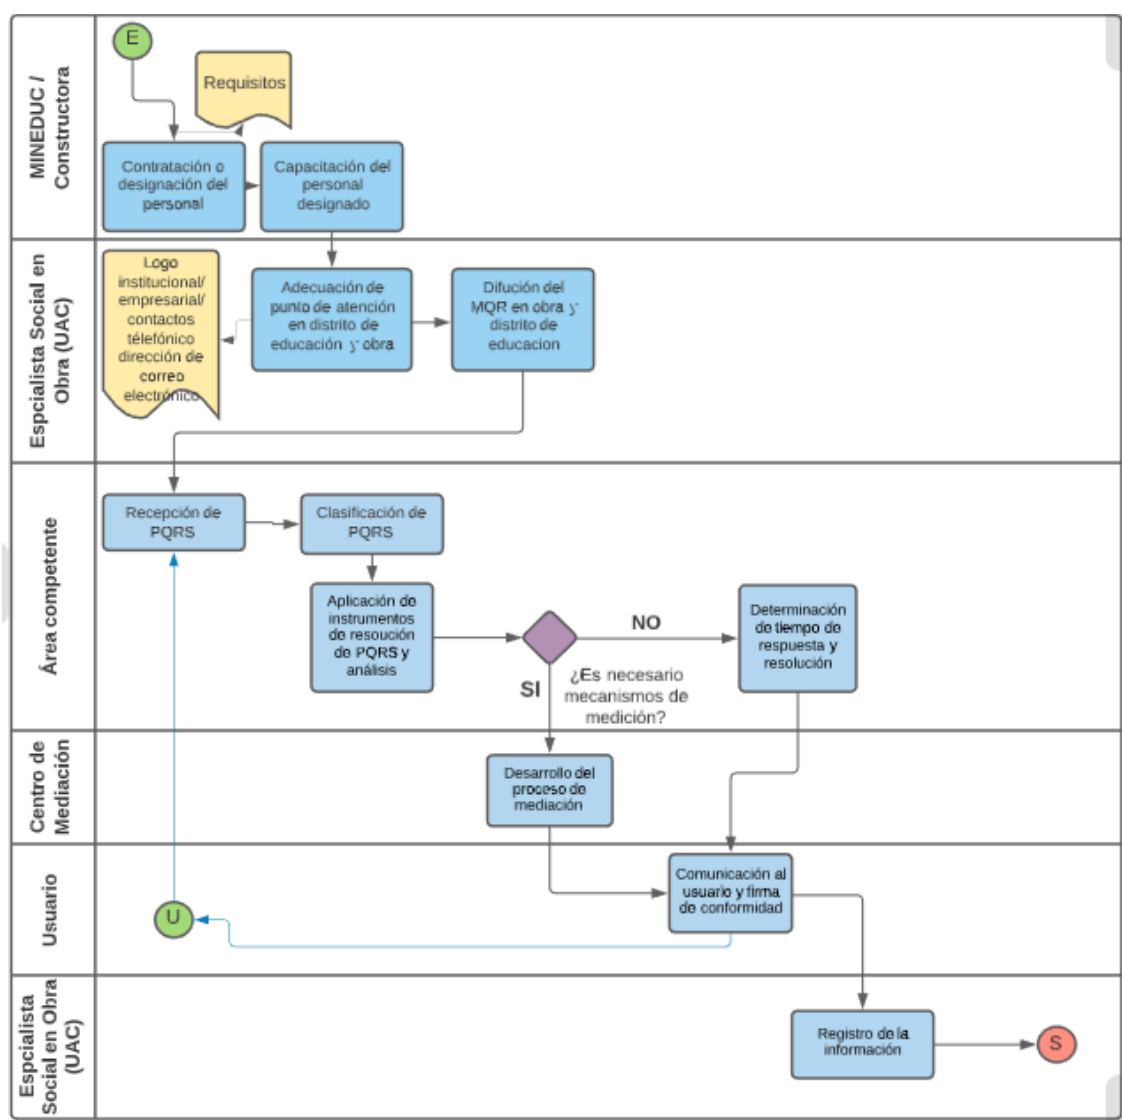 MINEDUC /
Constructora
E
Requisitos
Contratación o
designación del
personal
Capacitación del
personal
designado
Espcialista Social en
Obra (UAC)
Logo
institucional/
empresarial/
contactos
télefónico
dirección de
correo
electrónico
Adecuación de
punto de atención
en distrito de
educación y obra
Difución del
MQR en obra y
distrito de
educacion
Área competente
Recepción de
PQRS
Clasificación de
PQRS
Aplicación de
instrumentos
de resoución
de PQRS y
análisis
NO
SI
¿Es necesario
mecanismos de
medición?
Determinación
de tiempo de
respuesta y
resolución
Centro de
Mediación
Desarrollo del
proceso de
mediación
Usuario
U
Comunicación al
usuario y firma
de conformidad
Espcialista
Social en Obra
(UAC)
Registro de la
información
S